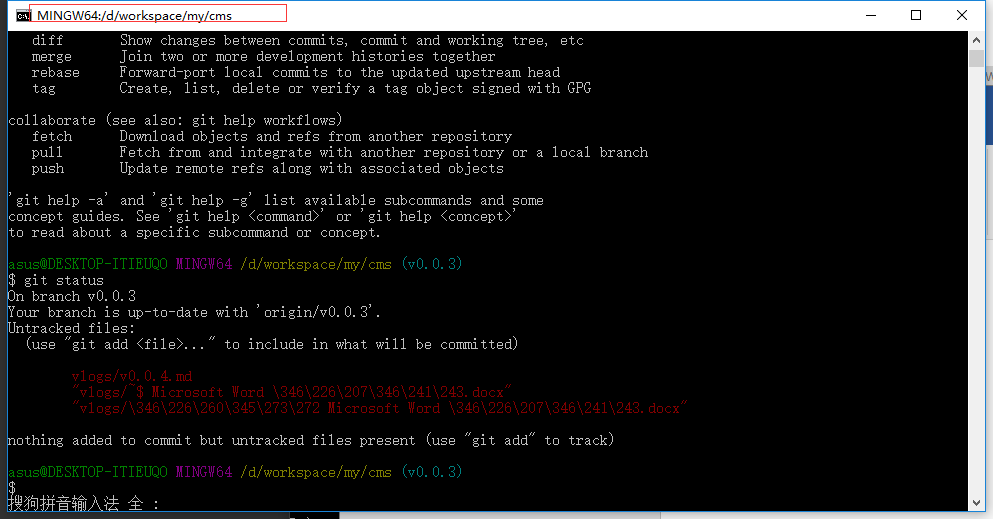 MINGW64:/d/workspace/my/cms
diff Show changes between commits, commit and working tree, etc
merge Join two or more development histories together
rebase Forward-port local commits to the updated upstream head
tag Create, list, delete or verify a tag object signed with GPG
collaborate (see also: git help workflows)
fetch Download objects and refs from another repository
pull Fetch from and integrate with another repository or a local branch
push Update remote refs along with associated objects
'git help -a' and 'git help -g' list available subcommands and some
concept guides. See 'git help <command>' or 'git help <concept>'
to read about a specific subcommand or concept.
asus@DESKTOP-ITIEUQO MINGW64 /d/workspace/my/cms (v0.0.3)
$ git status
On branch v0.0.3
Your branch is up-to-date with 'origin/v0.0.3'.
Untracked files:
(use "git add <file>..." to include in what will be committed)
vlogs/v0.0.4.md
"vlogs/~$ Microsoft Word \346\226\207\346\241\243.docx"
"vlogs/\346\226\260\345\273\272 Microsoft Word \346\226\207\346\241\243.docx"
nothing added to commit but untracked files present (use "git add" to track)
asus@DESKTOP-ITIEUQO MINGW64 /d/workspace/my/cms (v0.0.3)
$
搜狗拼音输入法 全 :